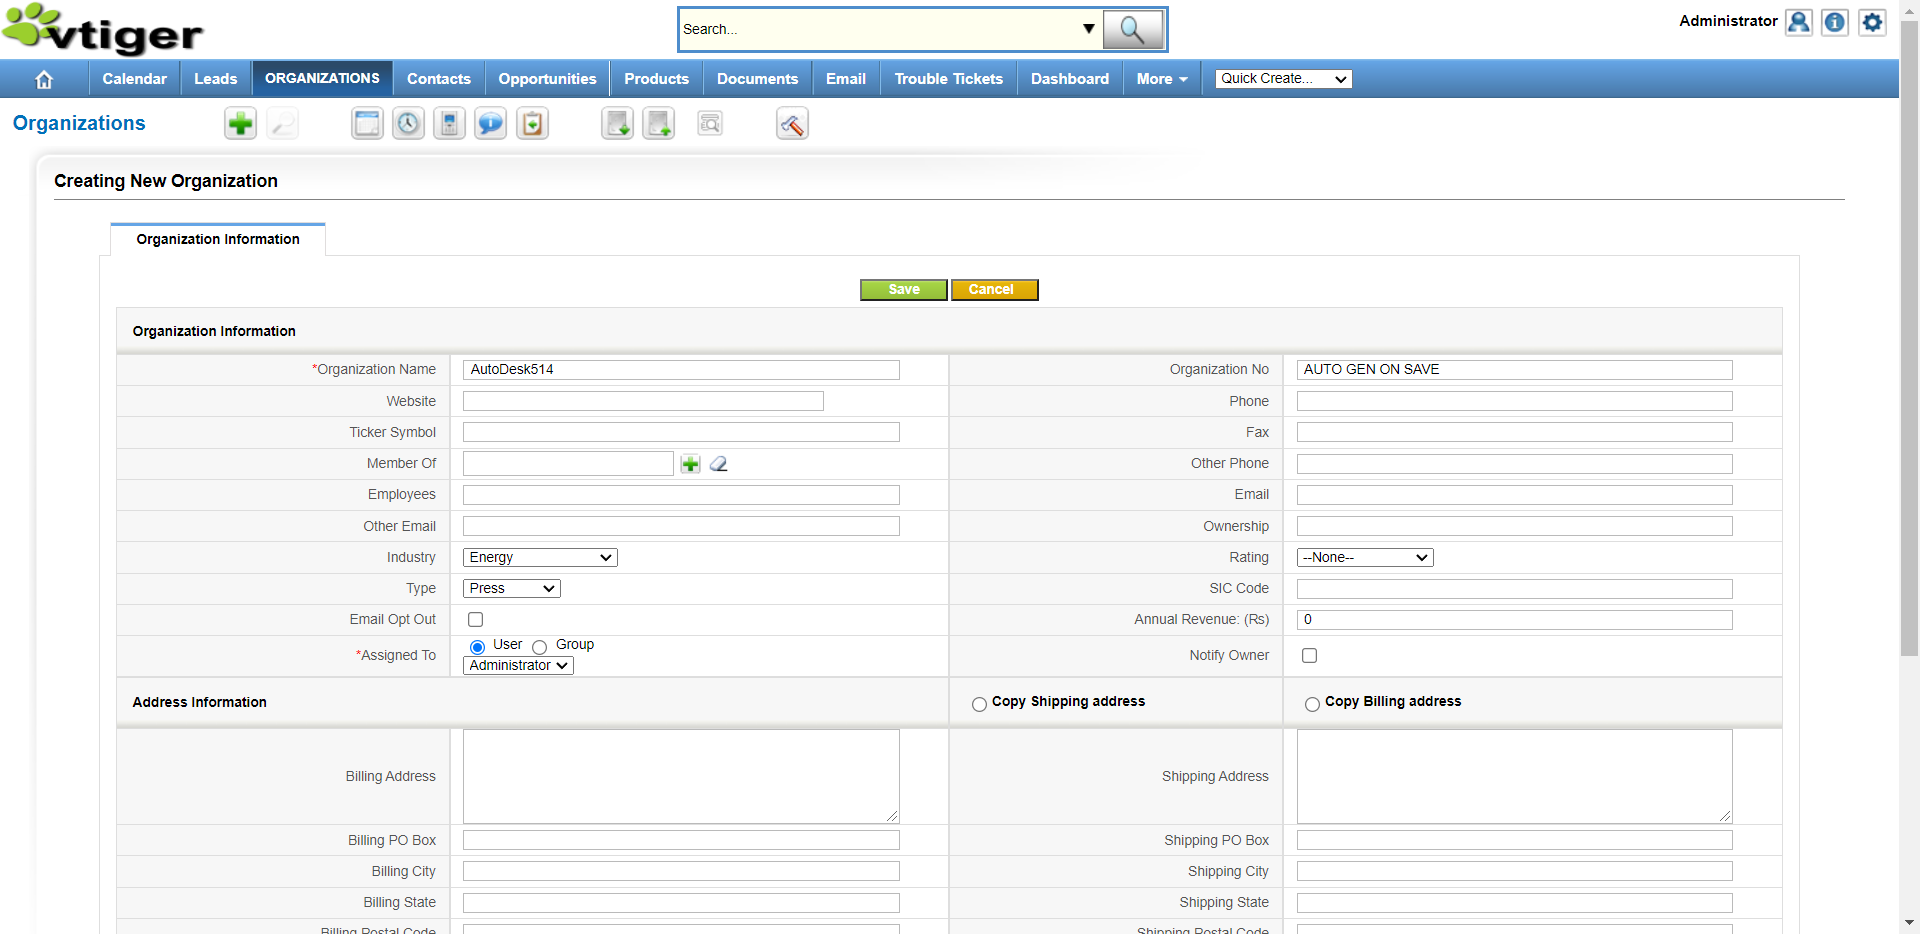 vtiger
Search...
Administrator
Calendar
Leads
ORGANIZATIONS
Contacts
Opportunities
Products
Documents
Email
Trouble Tickets
Dashboard
More
Quick Create...
Organizations
Creating New Organization
Organization Information
Save
Cancel
Organization Information
*Organization Name
AutoDesk514
Organization No
AUTO GEN ON SAVE
Website
Phone
Ticker Symbol
Fax
Member Of
Other Phone
Employees
Email
Other Email
Ownership
Industry
Energy
Rating
--None--
Type
Press
SIC Code
Email Opt Out
Annual Revenue: (Rs)
0
*Assigned To
User
Group
Administrator
Notify Owner
Address Information
Copy Shipping address
Copy Billing address
Billing Address
Shipping Address
Billing PO Box
Shipping PO Box
Billing City
Shipping City
Billing State
Shipping State
Billing Postal Code
Shipping Postal Code